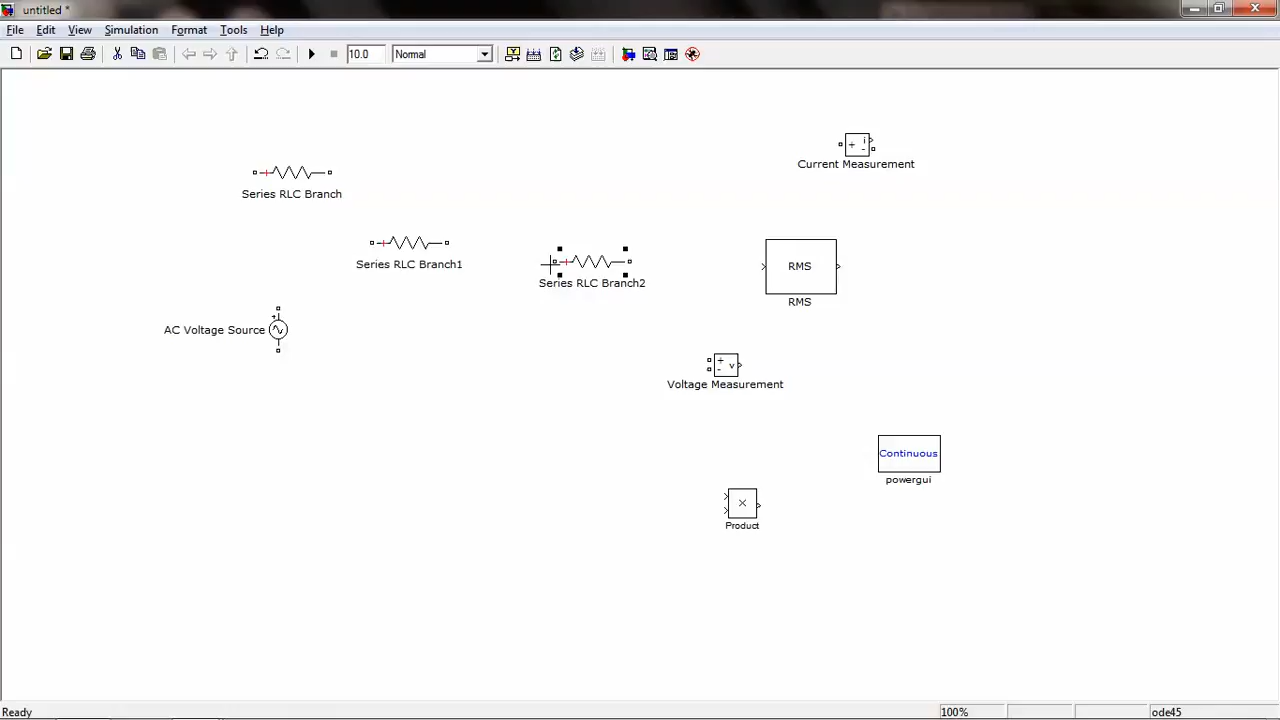 untitled *
File Edit View Simulation Format Tools Help
10.0 Normal
i
+
-
Current Measurement
Series RLC Branch
Series RLC Branch1
Series RLC Branch2
RMS
RMS
+
AC Voltage Source
+
v
-
Voltage Measurement
Continuous
powergui
×
Product
Ready 100% ode45